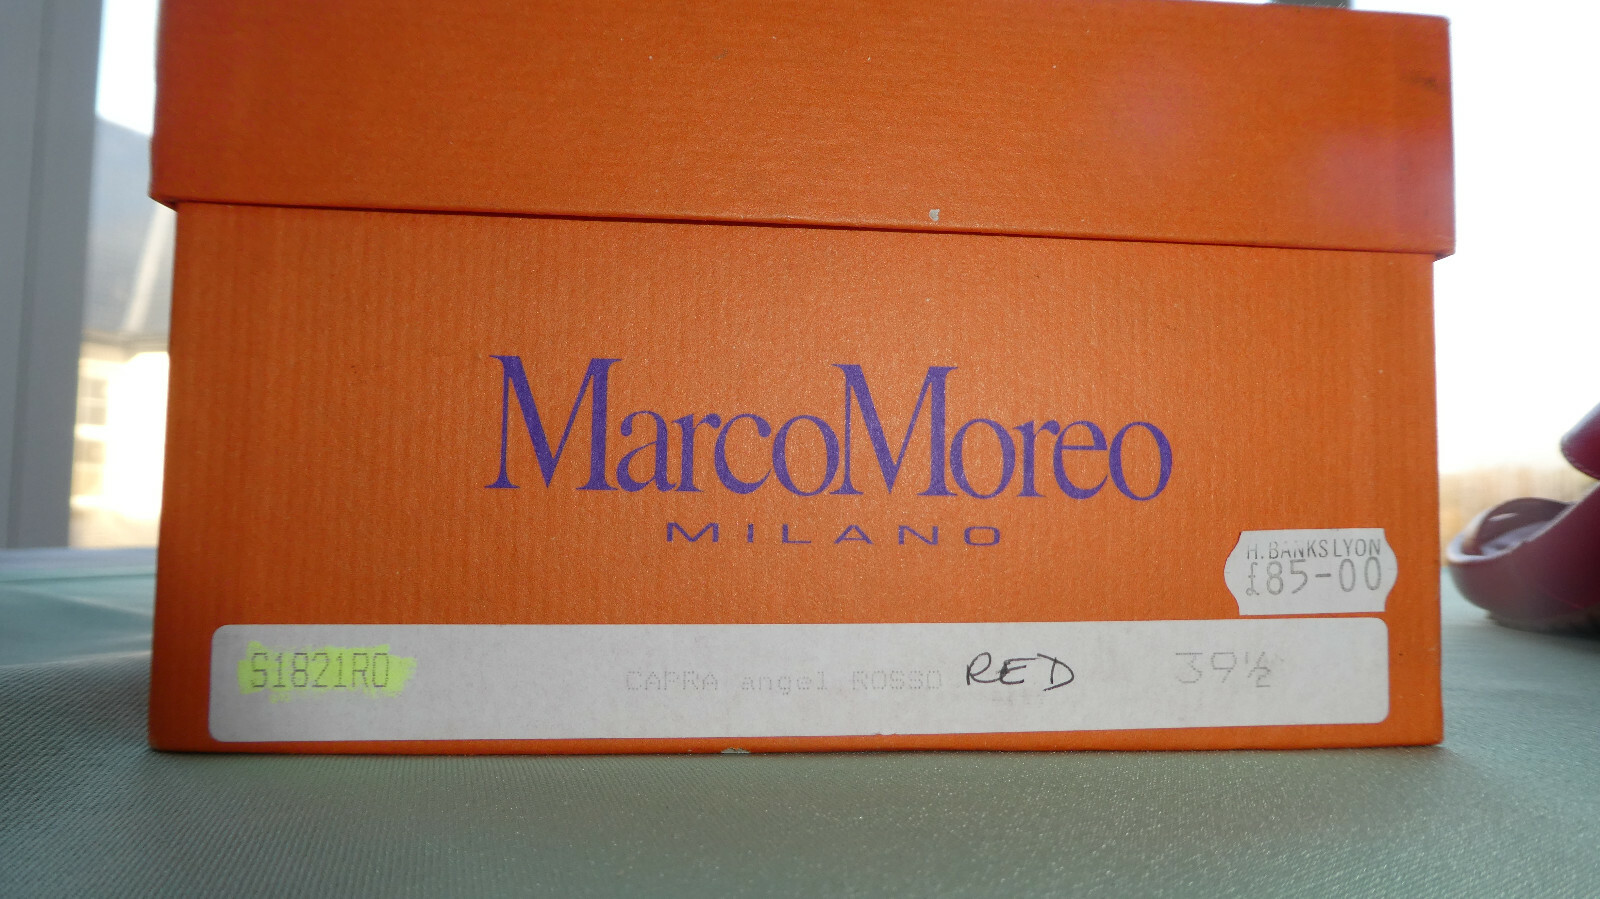 MarcoMoreo
MILANO
H. BANKS LYON
£85-00
S1821RO CAPRA angel ROSSO RED 39½